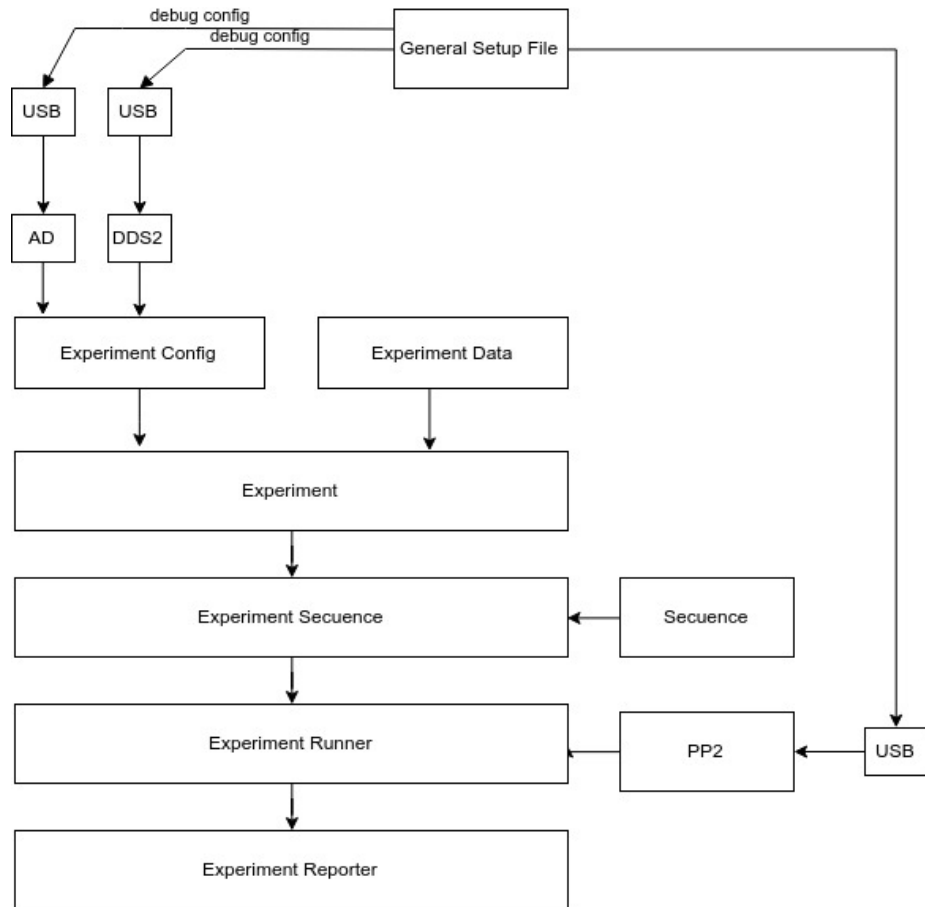 debug config
debug config
General Setup File
USB
USB
AD
DDS2
Experiment Config
Experiment Data
Experiment
Experiment Secuence
Secuence
Experiment Runner
PP2
USB
Experiment Reporter